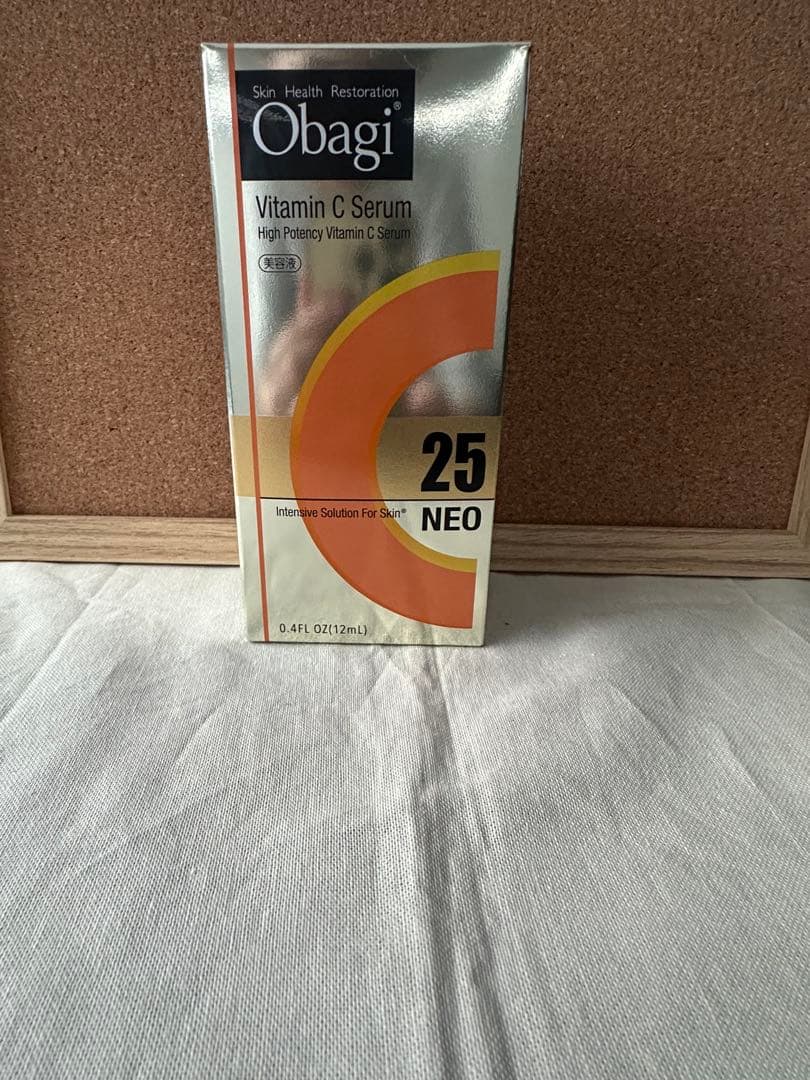 Skin Health Restoration
Obagi®
Vitamin C Serum
High Potency Vitamin C Serum
美容液
25
Intensive Solution For Skin®
NEO
0.4FL OZ(12mL)